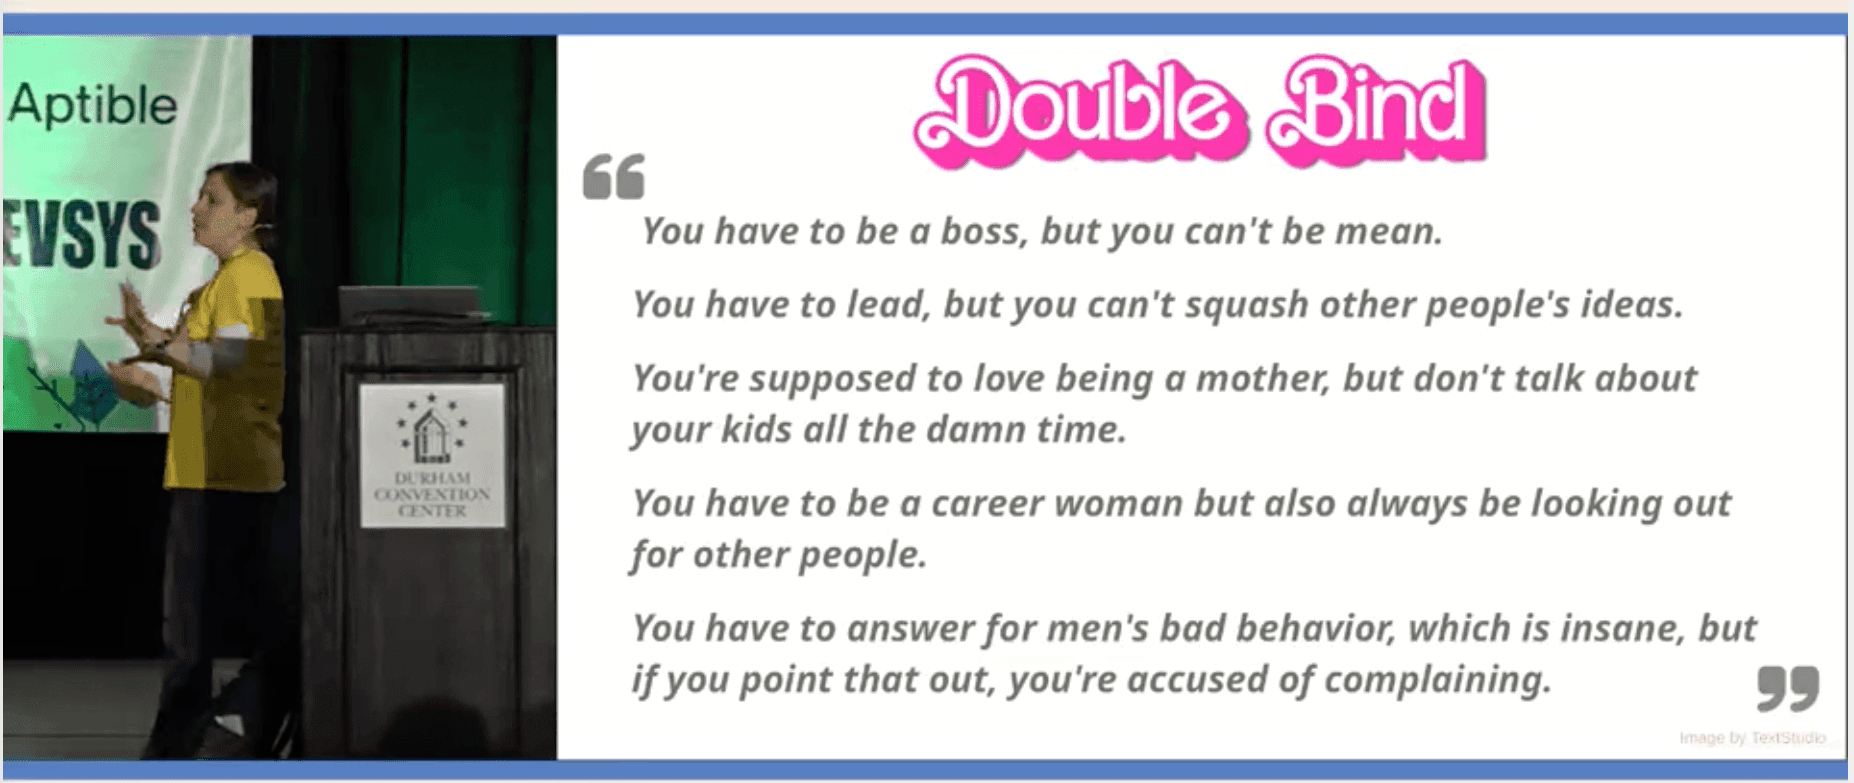 Aptible
EVSYS
DURHAM
CONVENTION
CENTER
Double Bind
“
You have to be a boss, but you can't be mean.
You have to lead, but you can't squash other people's ideas.
You're supposed to love being a mother, but don't talk about
your kids all the damn time.
You have to be a career woman but also always be looking out
for other people.
You have to answer for men's bad behavior, which is insane, but
if you point that out, you're accused of complaining.
”
Image by TextStudio